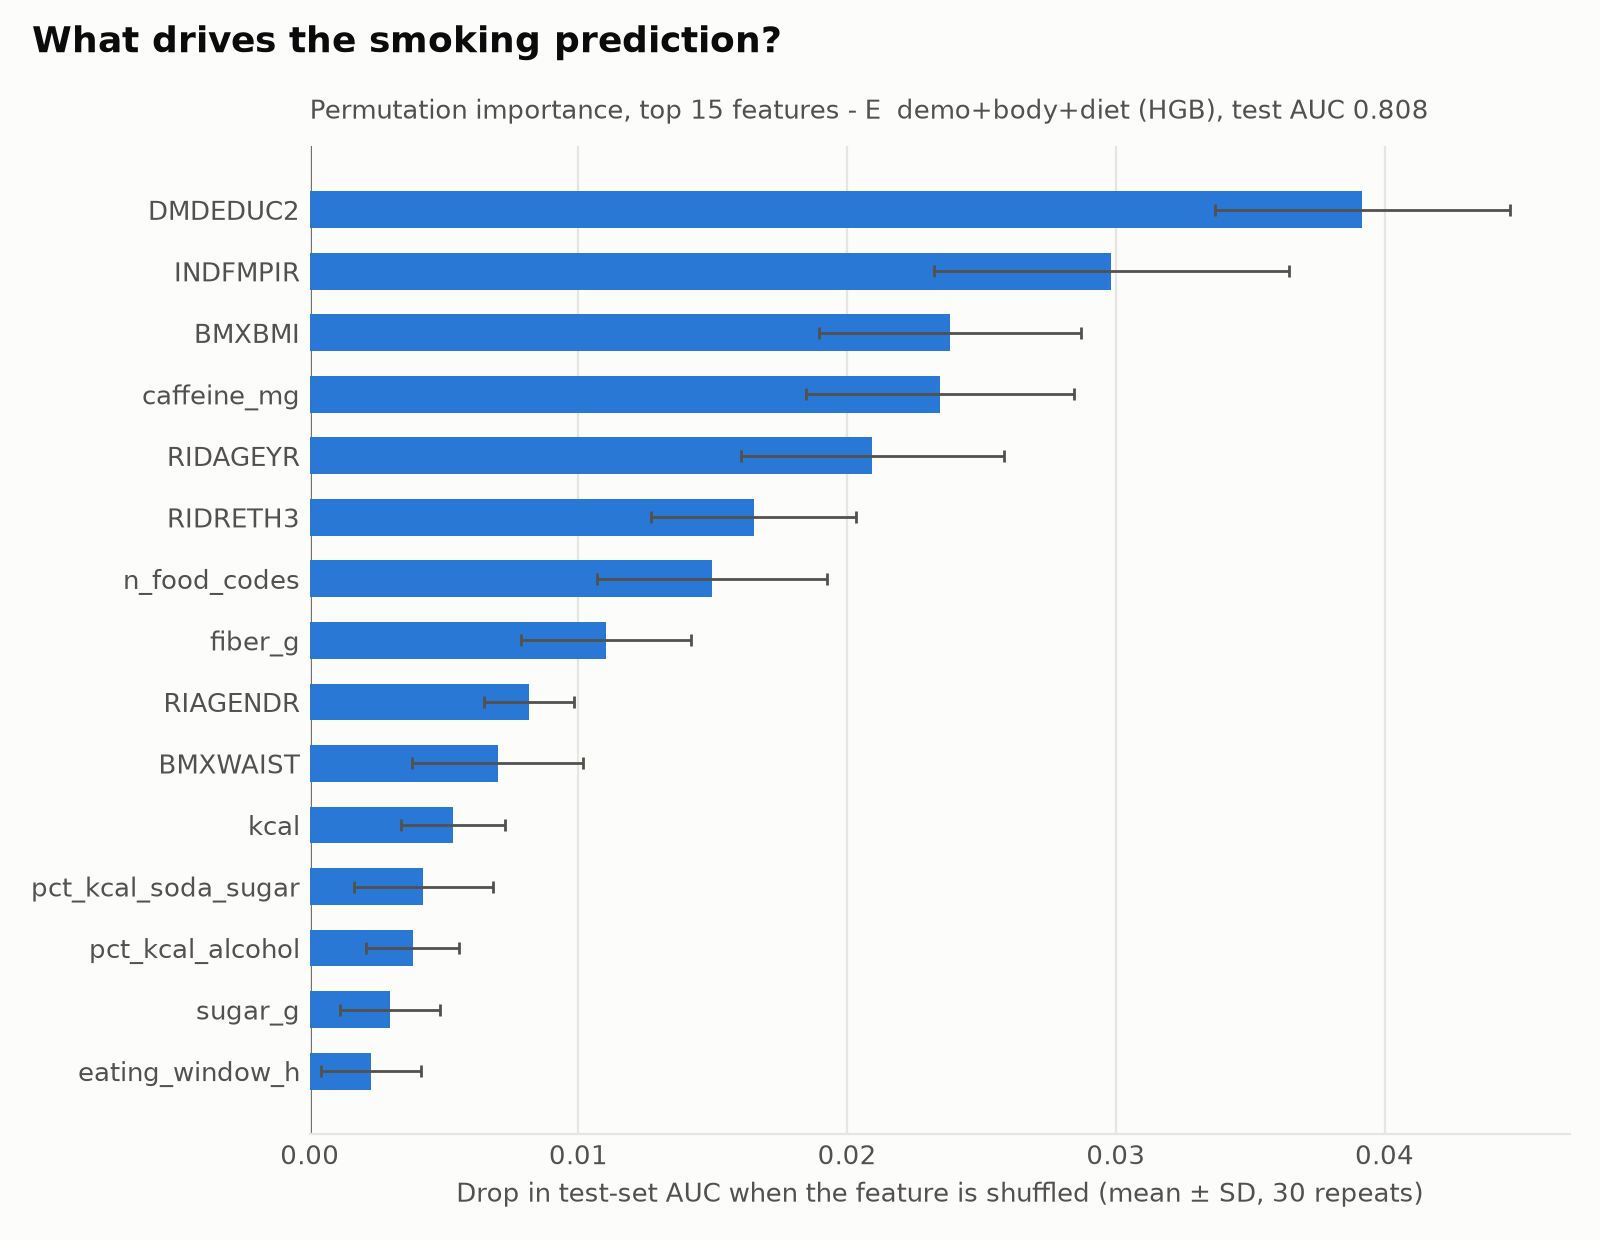 What drives the smoking prediction?
Permutation importance, top 15 features - E  demo+body+diet (HGB), test AUC 0.808
DMDEDUC2
INDFMPIR
BMXBMI
caffeine_mg
RIDAGEYR
RIDRETH3
n_food_codes
fiber_g
RIAGENDR
BMXWAIST
kcal
pct_kcal_soda_sugar
pct_kcal_alcohol
sugar_g
eating_window_h
0.00 0.01 0.02 0.03 0.04
Drop in test-set AUC when the feature is shuffled (mean ± SD, 30 repeats)